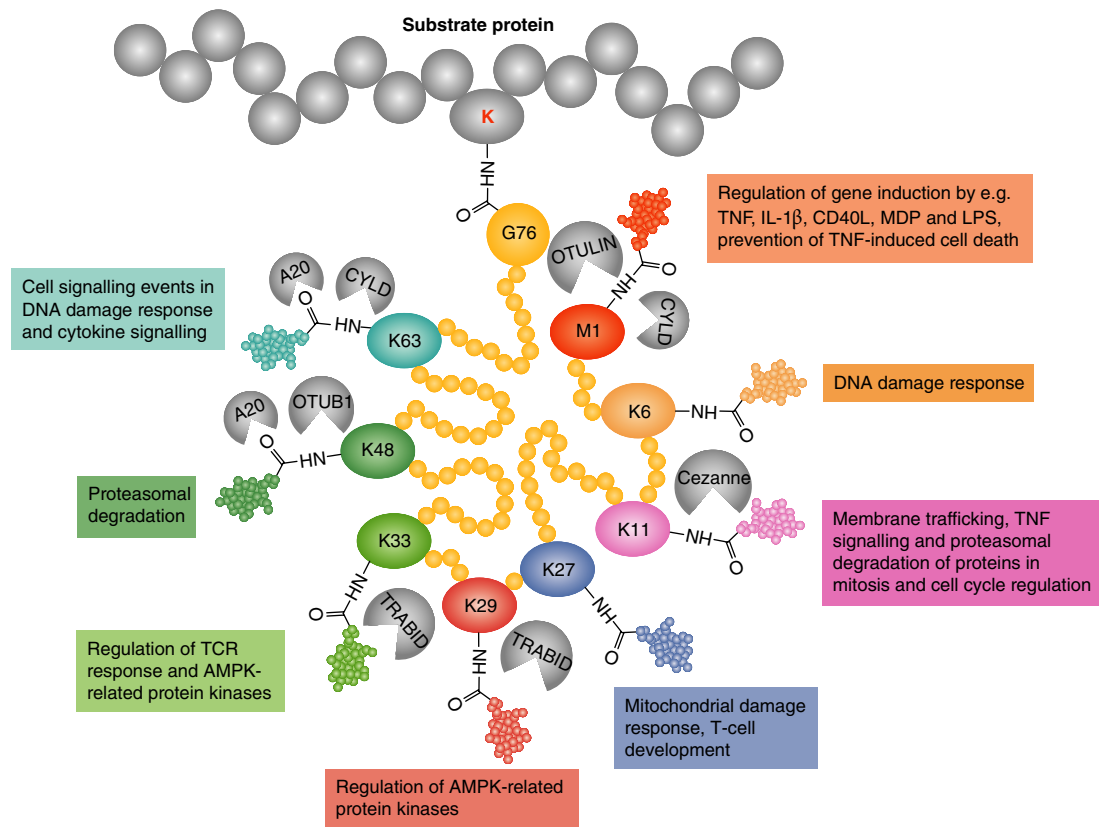 Substrate protein
K
NH
O
G76
Regulation of gene induction by e.g.
TNF, IL-1β, CD40L, MDP and LPS,
prevention of TNF-induced cell death
OTULIN
O
NH
M1
CYLD
Cell signalling events in
DNA damage response
and cytokine signalling
A20
CYLD
O
HN
K63
DNA damage response
K6
NH
O
A20
OTUB1
O
HN
K48
Proteasomal
degradation
Cezanne
K11
NH
O
Membrane trafficking, TNF
signalling and proteasomal
degradation of proteins in
mitosis and cell cycle regulation
K33
HN
O
TRABID
K27
NH
O
K29
NH
O
TRABID
Regulation of TCR
response and AMPK-
related protein kinases
Mitochondrial damage
response, T-cell
development
Regulation of AMPK-related
protein kinases